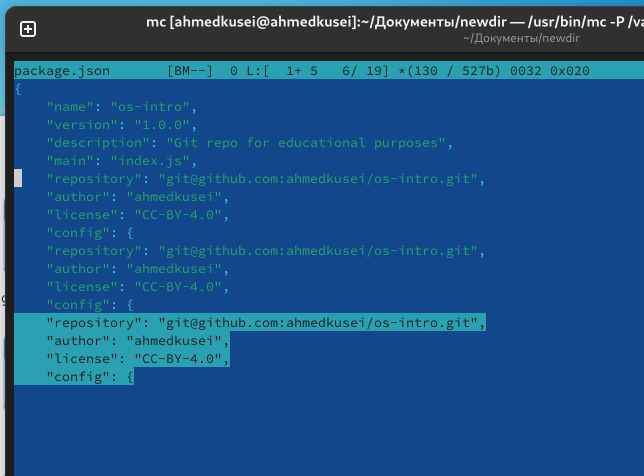 mc [ahmedkusei@ahmedkusei]:~/Документы/newdir — /usr/bin/mc -P /va
~/Документы/newdir
package.json [BM--] 0 L:[ 1+ 5 6/ 19] *(130 / 527b) 0032 0x020
{
"name": "os-intro",
"version": "1.0.0",
"description": "Git repo for educational purposes",
"main": "index.js",
"repository": "git@github.com:ahmedkusei/os-intro.git",
"author": "ahmedkusei",
"license": "CC-BY-4.0",
"config": {
"repository": "git@github.com:ahmedkusei/os-intro.git",
"author": "ahmedkusei",
"license": "CC-BY-4.0",
"config": {
"repository": "git@github.com:ahmedkusei/os-intro.git",
"author": "ahmedkusei",
"license": "CC-BY-4.0",
"config": {